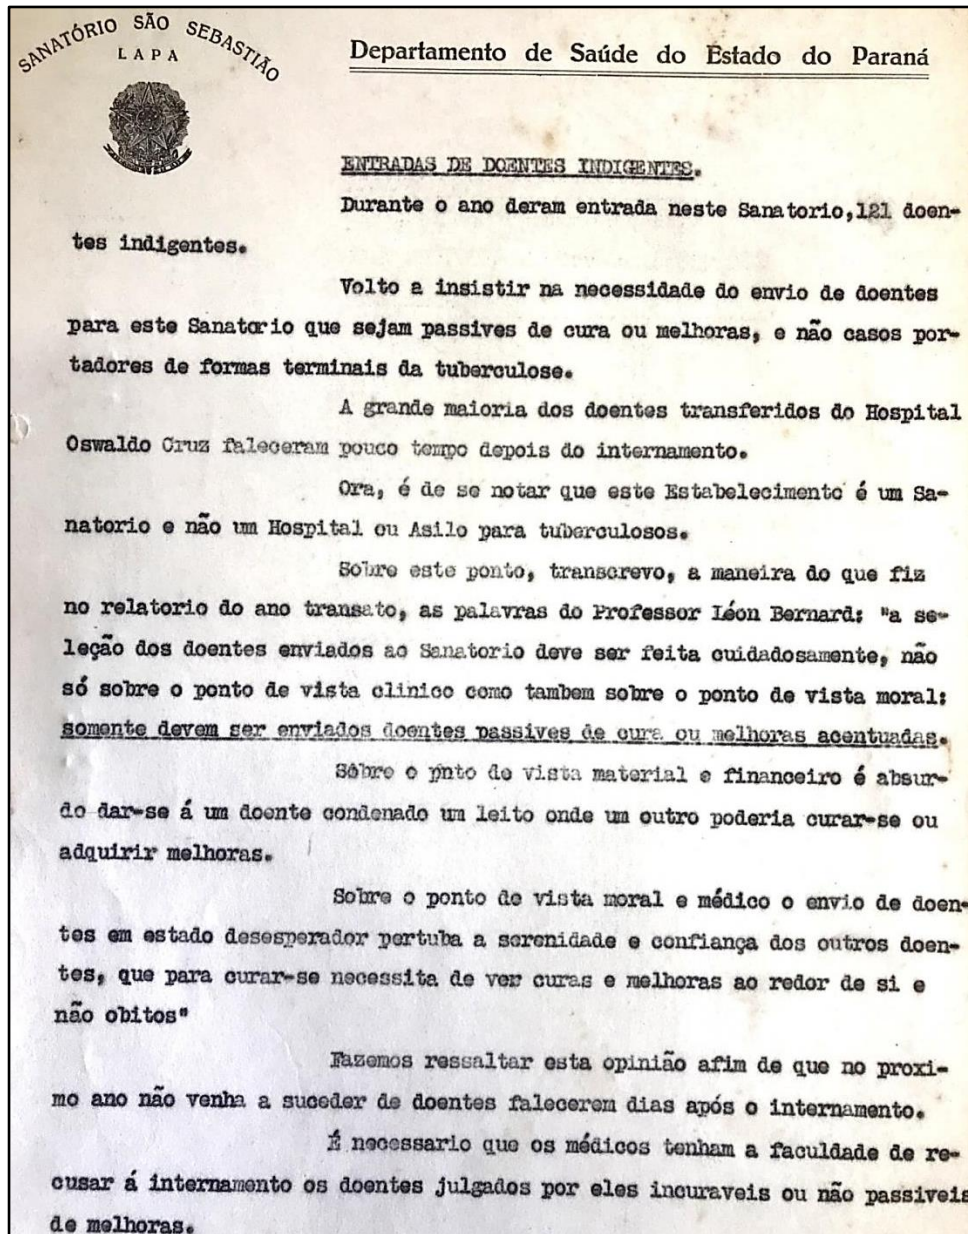 SANATÓRIO SÃO SEBASTIÃO
LAPA
Departamento de Saúde do Estado do Paraná
ENTRADAS DE DOENTES INDIGENTES.
Durante o ano deram entrada neste Sanatorio,121 doen-
tes indigentes.
Volto a insistir na necessidade do envio de doentes
para este Sanatorio que sejam passives de cura ou melhoras, e não casos por-
tadores de formas terminais da tuberculose.
A grande maioria dos doentes transferidos do Hospital
Oswaldo Cruz faleceram pouco tempo depois do internamento.
Ora, é de se notar que este Estabelecimento é um Sa-
natorio e não um Hospital ou Asilo para tuberculosos.
Sobre este ponto, transcrevo, a maneira do que fiz
no relatorio do ano transato, as palavras do Professor Léon Bernard: "a se-
leção dos doentes enviados ao Sanatorio deve ser feita cuidadosamente, não
só sobre o ponto de vista clinico como tambem sobre o ponto de vista moral:
somente devem ser enviados doentes passives de cura ou melhoras acentuadas.
Sôbre o pnto de vista material e financeiro é absur-
do dar-se á um doente condenado um leito onde um outro poderia curar-se ou
adquirir melhoras.
Sobre o ponto de vista moral e médico o envio de doen-
tes em estado desesperador pertuba a serenidade e confiança dos outros doen-
tes, que para curar-se necessita de ver curas e melhoras ao redor de si e
não obitos"
Fazemos ressaltar esta opinião afim de que no proxi-
mo ano não venha a suceder de doentes falecerem dias após o internamento.
É necessario que os médicos tenham a faculdade de re-
cusar á internamento os doentes julgados por eles incuraveis ou não passiveis
de melhoras.